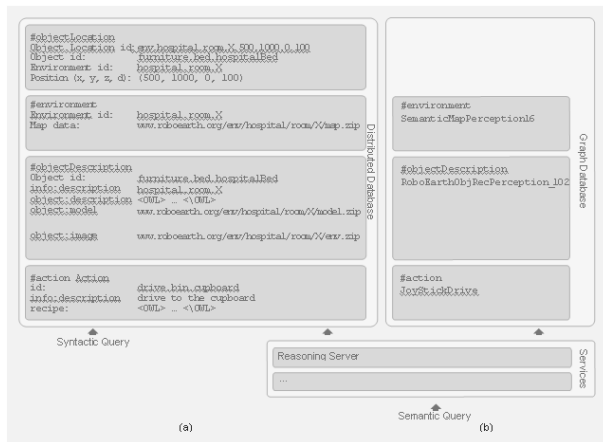 #objectLocation
Object Location id: env.hospital.room.X.500.1000.0.100
Object id: furniture.bed.hospitalBed
Environment id: hospital.room.X
Position (x, y, z, d): (500, 1000, 0, 100)
#environment
Environment id: hospital.room.X
Map data: www.roboearth.org/env/hospital/room/X/map.zip
#objectDescription
Object id: furniture.bed.hospitalBed
info:description hospital.room.X
object:description <OWL> … <\OWL>
object:model www.roboearth.org/env/hospital/room/X/model.zip
object:image www.roboearth.org/env/hospital/room/X/env.zip
#action Action
id: drive.bin.cupboard
info:description drive to the cupboard
recipe: <OWL> … <\OWL>
Distributed Database
#environment
SemanticMapPerception16
#objectDescription
RoboEarthObjRecPerception_102
#action
JoyStickDrive
Graph Database
Syntactic Query
Reasoning Server
...
Services
Semantic Query
(a)
(b)